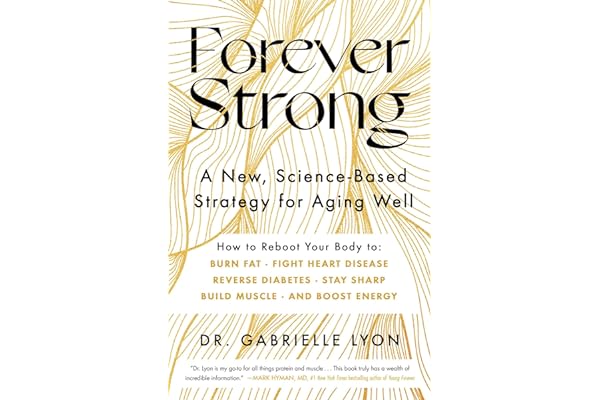 Forever
Strong
A New, Science-Based
Strategy for Aging Well
How to Reboot Your Body to:
BURN FAT · FIGHT HEART DISEASE
REVERSE DIABETES · STAY SHARP
BUILD MUSCLE · AND BOOST ENERGY
DR. GABRIELLE LYON
"Dr. Lyon is my go-to for all things protein and muscle . . . This book truly has a wealth of
incredible information." —MARK HYMAN, MD, #1 New York Times bestselling author of Young Forever